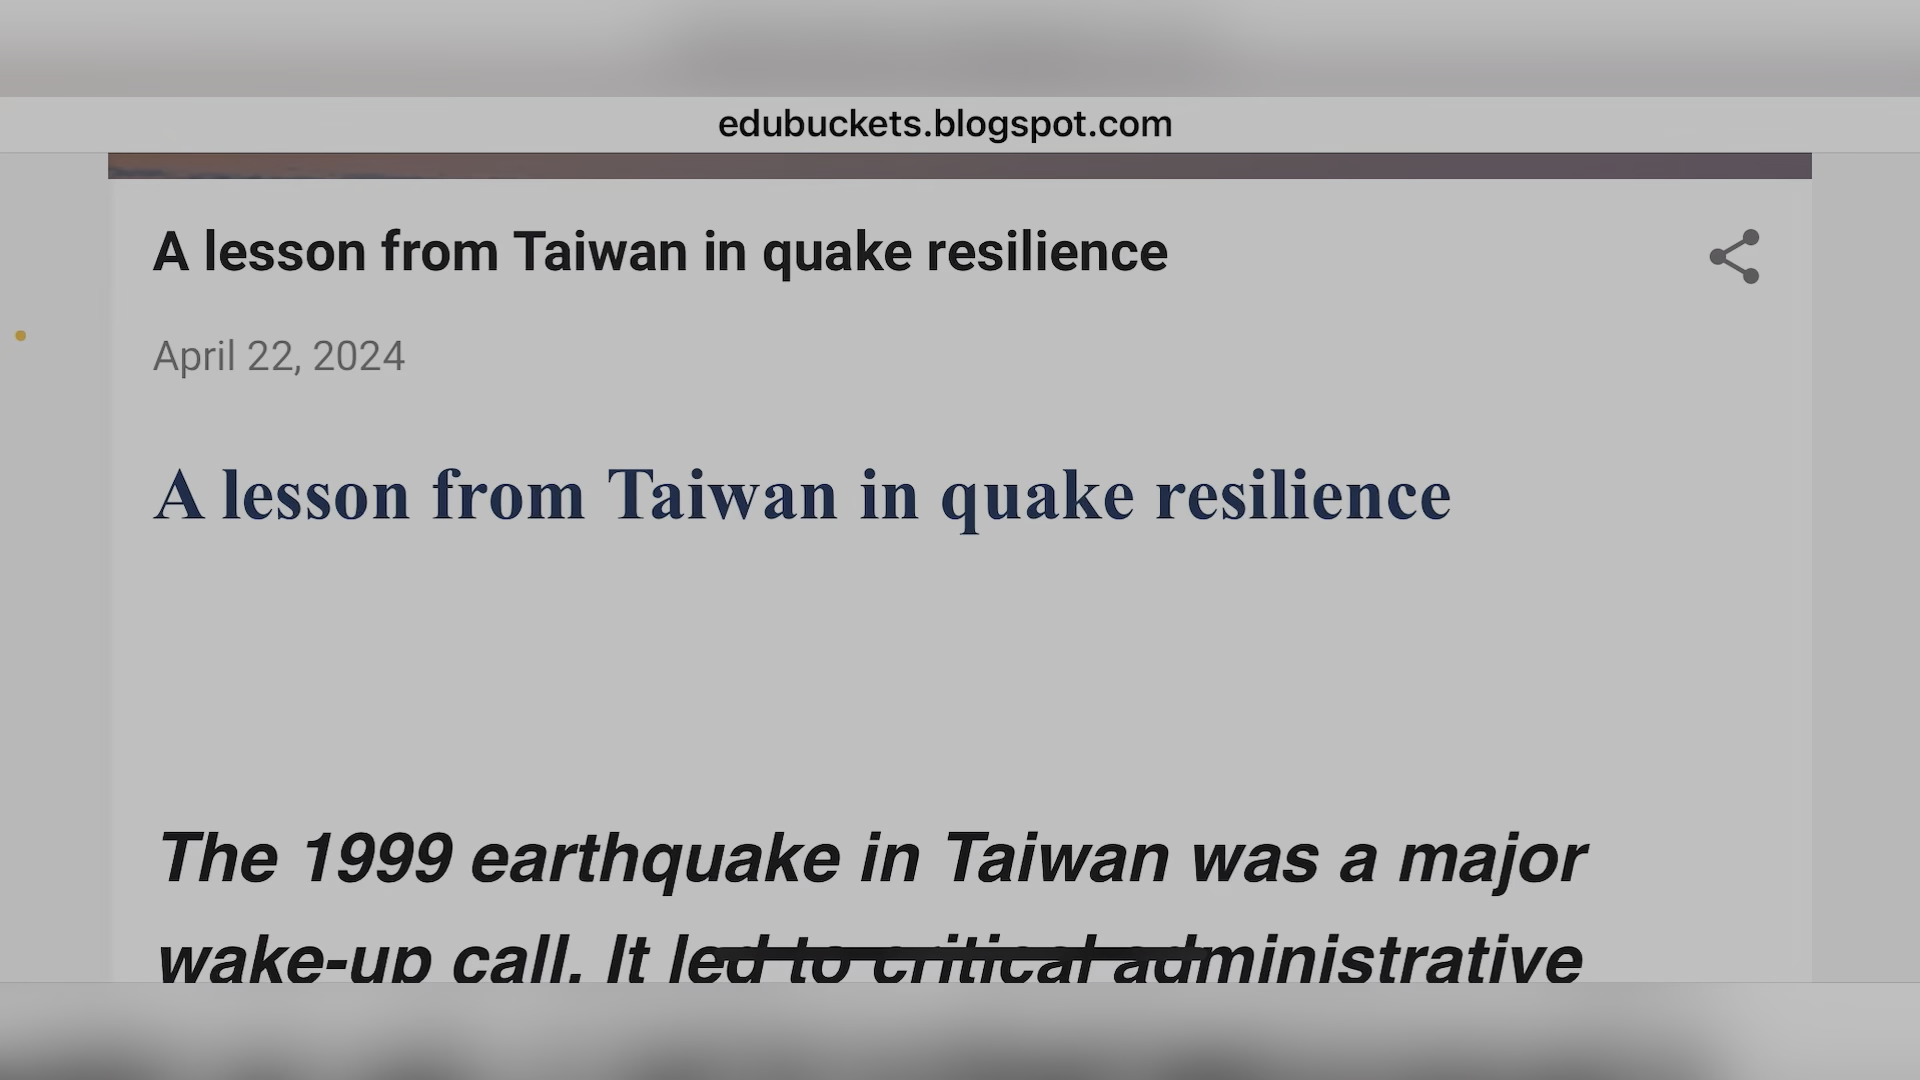 edubuckets.blogspot.com
A lesson from Taiwan in quake resilience
April 22, 2024
A lesson from Taiwan in quake resilience
The 1999 earthquake in Taiwan was a major
wake-up call. It led to critical administrative